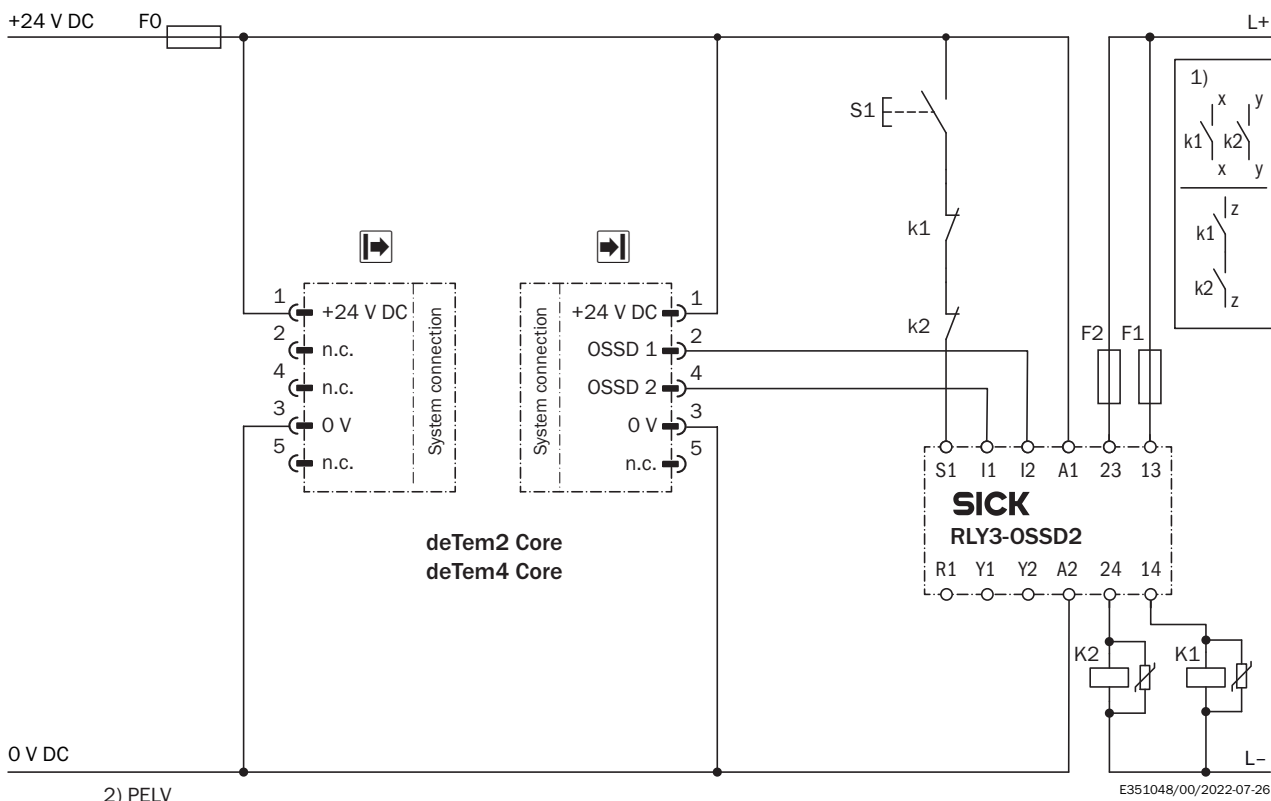 +24 V DC F0 L+
1)
x y
k1 k2
x y
z
k1
k2
z
S1
k1
k2
F2 F1
1 +24 V DC
2 n.c.
4 n.c.
3 0 V
5 n.c.
System connection
System connection
+24 V DC 1
OSSD 1 2
OSSD 2 4
0 V 3
n.c. 5
deTem2 Core
deTem4 Core
S1 I1 I2 A1 23 13
SICK
RLY3-OSSD2
R1 Y1 Y2 A2 24 14
K2 K1
0 V DC L–
2) PELV
E351048/00/2022-07-26